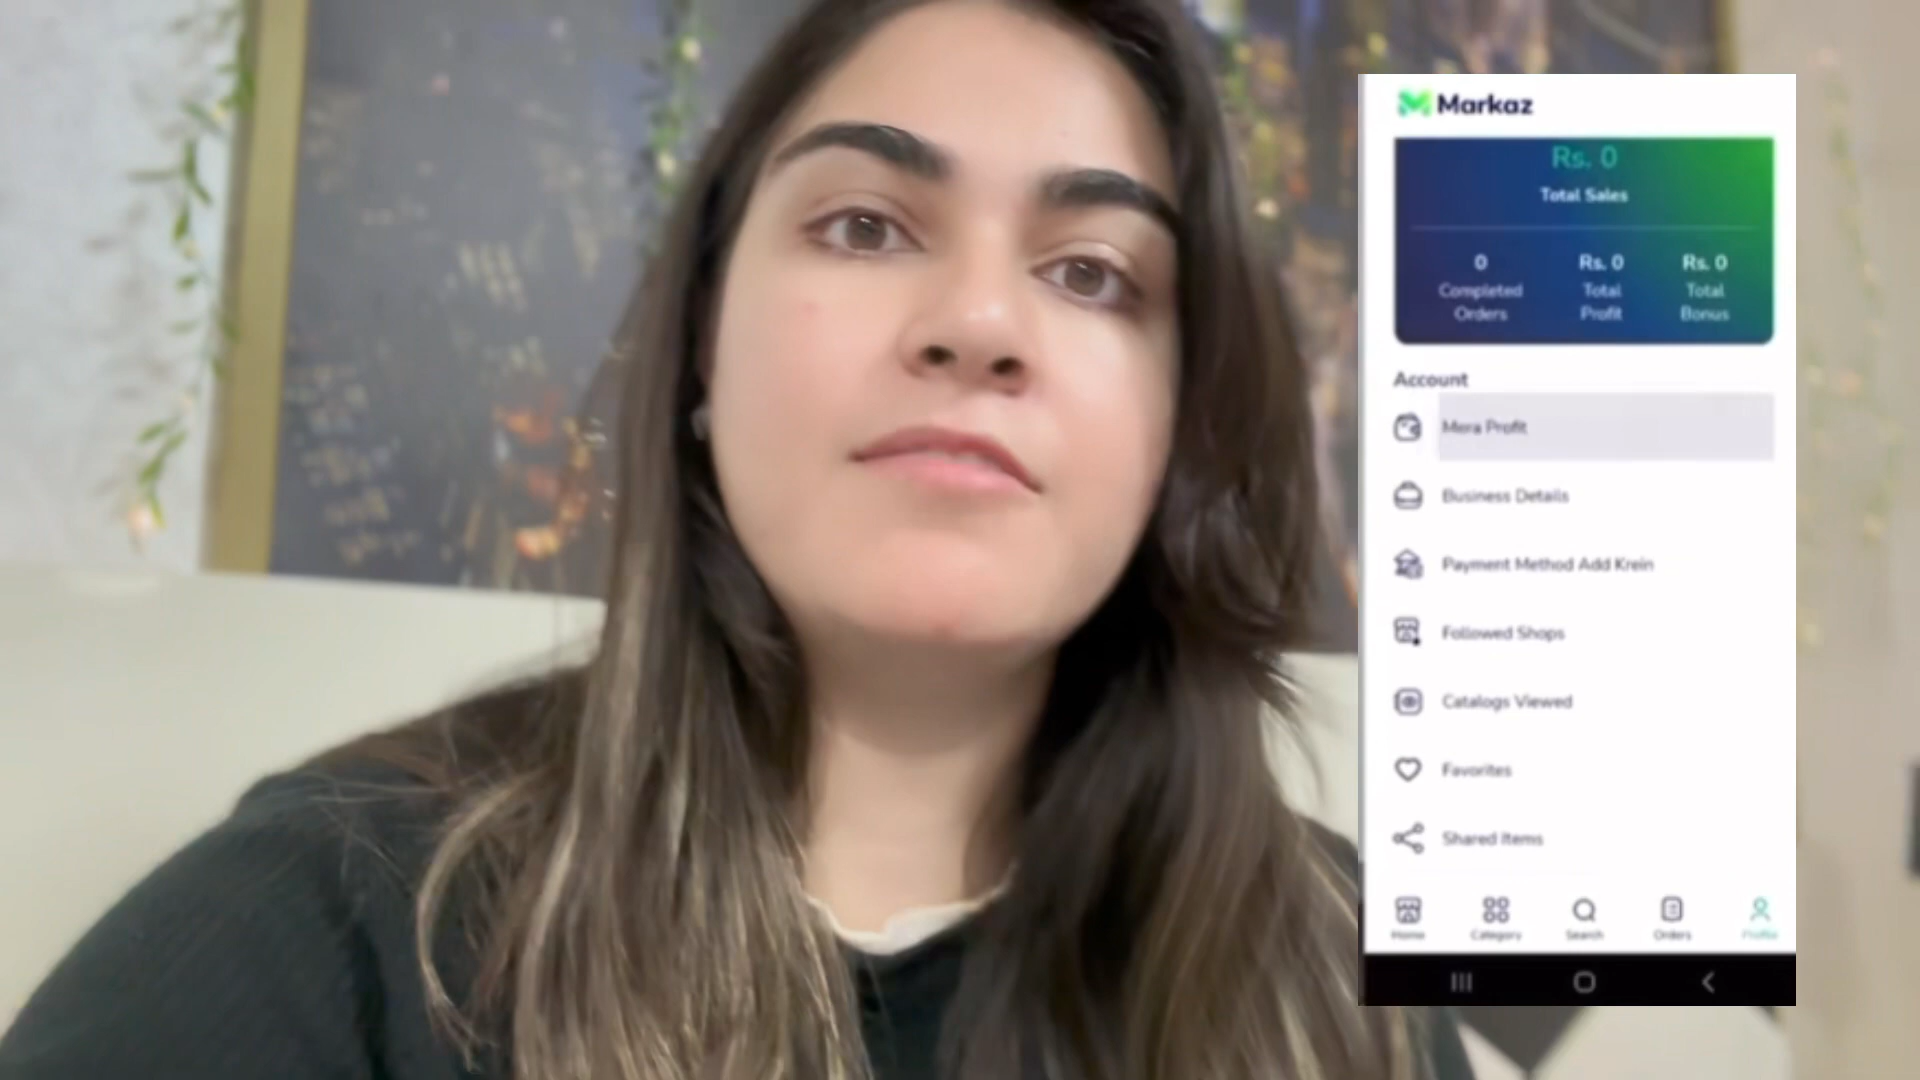 Markaz
Rs. 0
Total Sales
0
Rs. 0
Rs. 0
Completed
Total
Total
Orders
Profit
Bonus
Account
Mera Profit
Business Details
Payment Method Add Krein
Followed Shops
Catalogs Viewed
Favorites
Shared Items
Home
Category
Search
Orders
Profile